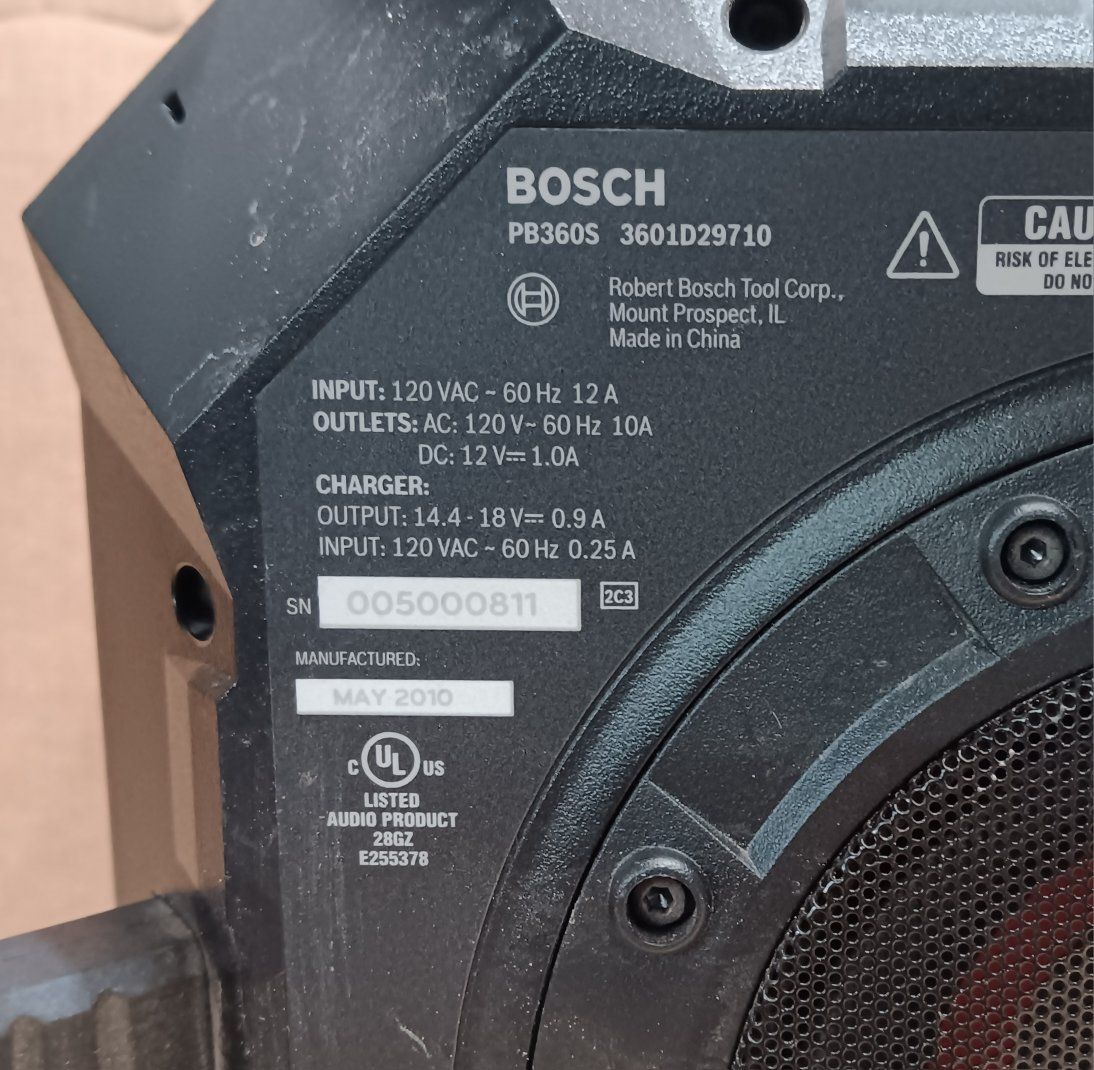 BOSCH
PB360S 3601D29710
CAU
RISK OF ELE
DO NO
Robert Bosch Tool Corp.,
Mount Prospect, IL
Made in China
INPUT: 120 VAC ~ 60 Hz 12 A
OUTLETS: AC: 120 V~ 60 Hz 10A
DC: 12 V⎓ 1.0A
CHARGER:
OUTPUT: 14.4 - 18 V⎓ 0.9 A
INPUT: 120 VAC ~ 60 Hz 0.25 A
SN 005000811 2C3
MANUFACTURED:
MAY 2010
C UL US
LISTED
AUDIO PRODUCT
28GZ
E255378